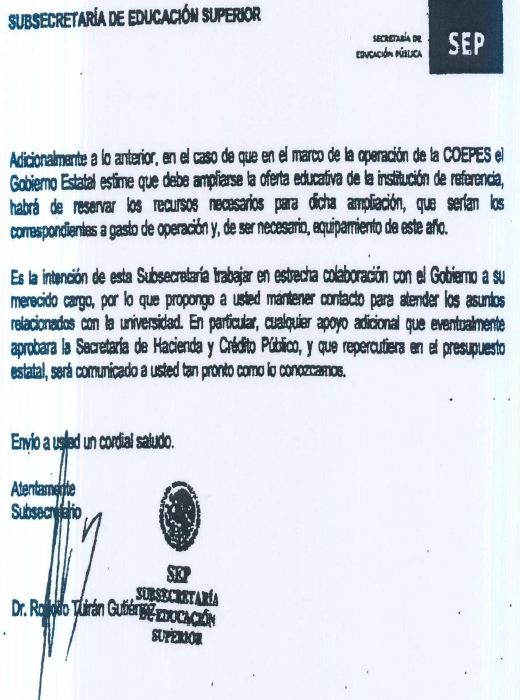 SUBSECRETARÍA DE EDUCACIÓN SUPERIOR
SECRETARÍA DE
EDUCACIÓN PÚBLICA
SEP
Adicionalmente a lo anterior, en el caso de que en el marco de la operación de la COEPES el
Gobierno Estatal estime que debe ampliarse la oferta educativa de la institución de referencia,
habrá de reservar los recursos necesarios para dicha ampliación, que serían los
correspondientes a gasto de operación y, de ser necesario, equipamiento de este año.
Es la intención de esta Subsecretaría trabajar en estrecha colaboración con el Gobierno a su
merecido cargo, por lo que propongo a usted mantener contacto para atender los asuntos
relacionados con la universidad. En particular, cualquier apoyo adicional que eventualmente
aprobara la Secretaría de Hacienda y Crédito Público, y que repercutiera en el presupuesto
estatal, será comunicado a usted tan pronto como lo conozcamos.
Envío a usted un cordial saludo.
Atentamente
Subsecretario
Dr. Rodolfo Tuirán Gutiérrez
SEP
SUBSECRETARÍA
DE EDUCACIÓN
SUPERIOR